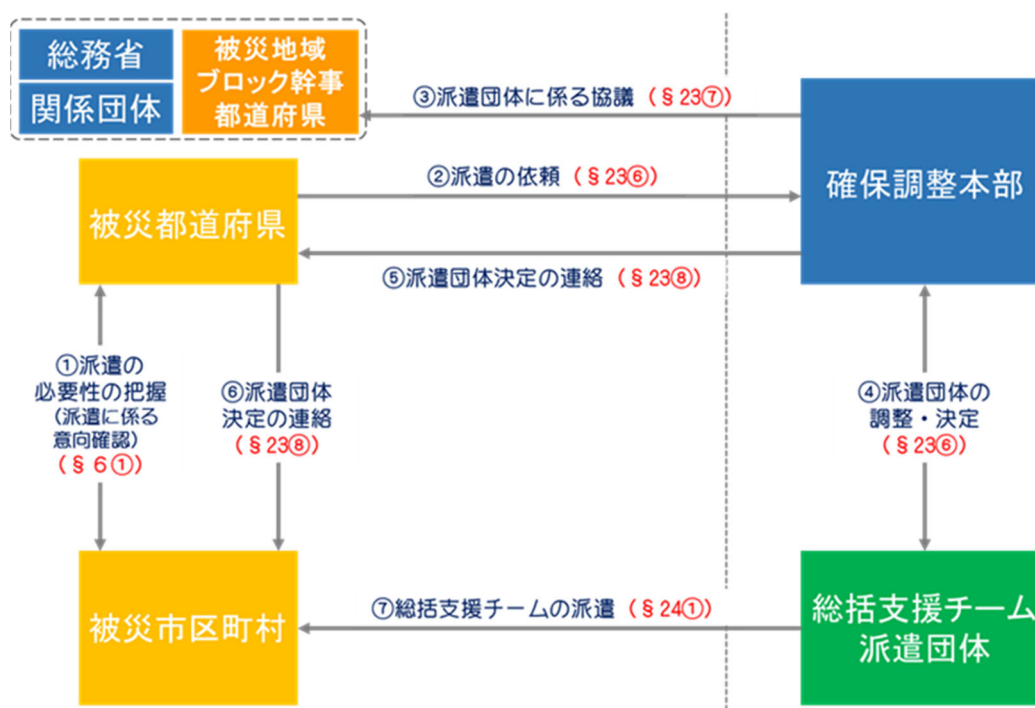 総務省
関係団体
被災地域
ブロック幹事
都道府県
③派遣団体に係る協議（§23⑦）
確保調整本部
②派遣の依頼（§23⑥）
被災都道府県
⑤派遣団体決定の連絡（§23⑧）
①派遣の
必要性の把握
(派遣に係る
意向確認)
(§6①)
⑥派遣団体
決定の連絡
(§23⑧)
④派遣団体の
調整・決定
(§23⑥)
被災市区町村
⑦総括支援チームの派遣（§24①）
総括支援チーム
派遣団体